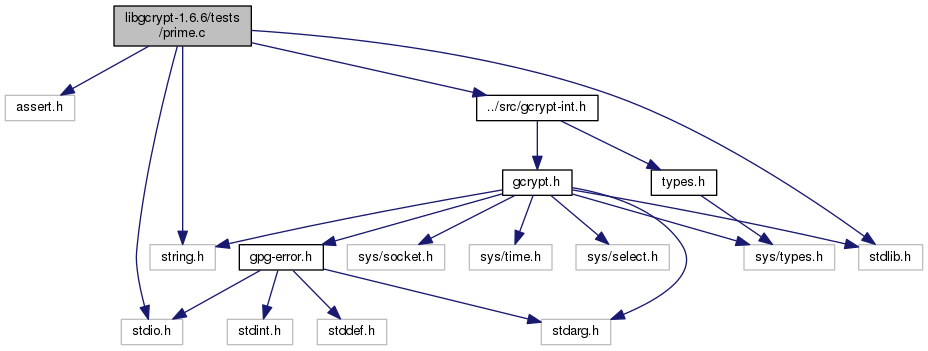 libgcrypt-1.6.6/tests
/prime.c
assert.h
../src/gcrypt-int.h
gcrypt.h
types.h
string.h
gpg-error.h
sys/socket.h
sys/time.h
sys/select.h
sys/types.h
stdlib.h
stdio.h
stdint.h
stddef.h
stdarg.h